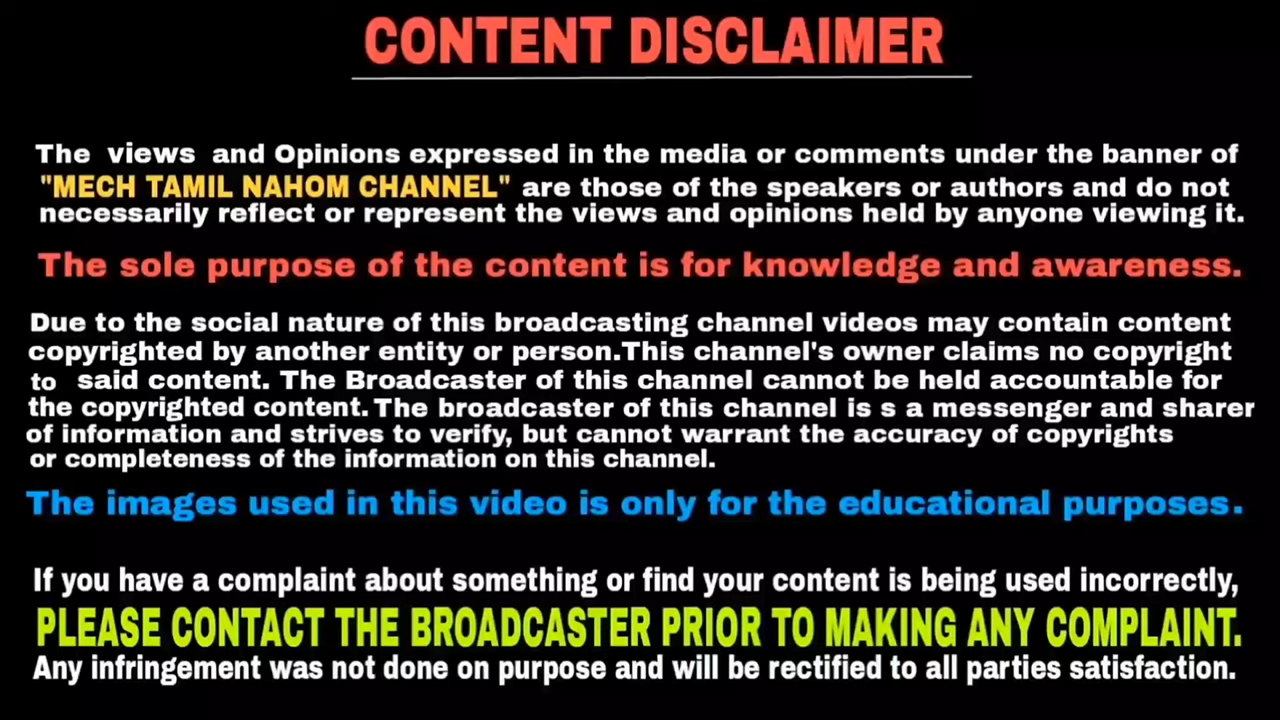 CONTENT DISCLAIMER
The views and Opinions expressed in the media or comments under the banner of
"MECH TAMIL NAHOM CHANNEL" are those of the speakers or authors and do not
necessarily reflect or represent the views and opinions held by anyone viewing it.
The sole purpose of the content is for knowledge and awareness.
Due to the social nature of this broadcasting channel videos may contain content
copyrighted by another entity or person.This channel's owner claims no copyright
to said content. The Broadcaster of this channel cannot be held accountable for
the copyrighted content. The broadcaster of this channel is s a messenger and sharer
of information and strives to verify, but cannot warrant the accuracy of copyrights
or completeness of the information on this channel.
The images used in this video is only for the educational purposes.
If you have a complaint about something or find your content is being used incorrectly,
PLEASE CONTACT THE BROADCASTER PRIOR TO MAKING ANY COMPLAINT.
Any infringement was not done on purpose and will be rectified to all parties satisfaction.